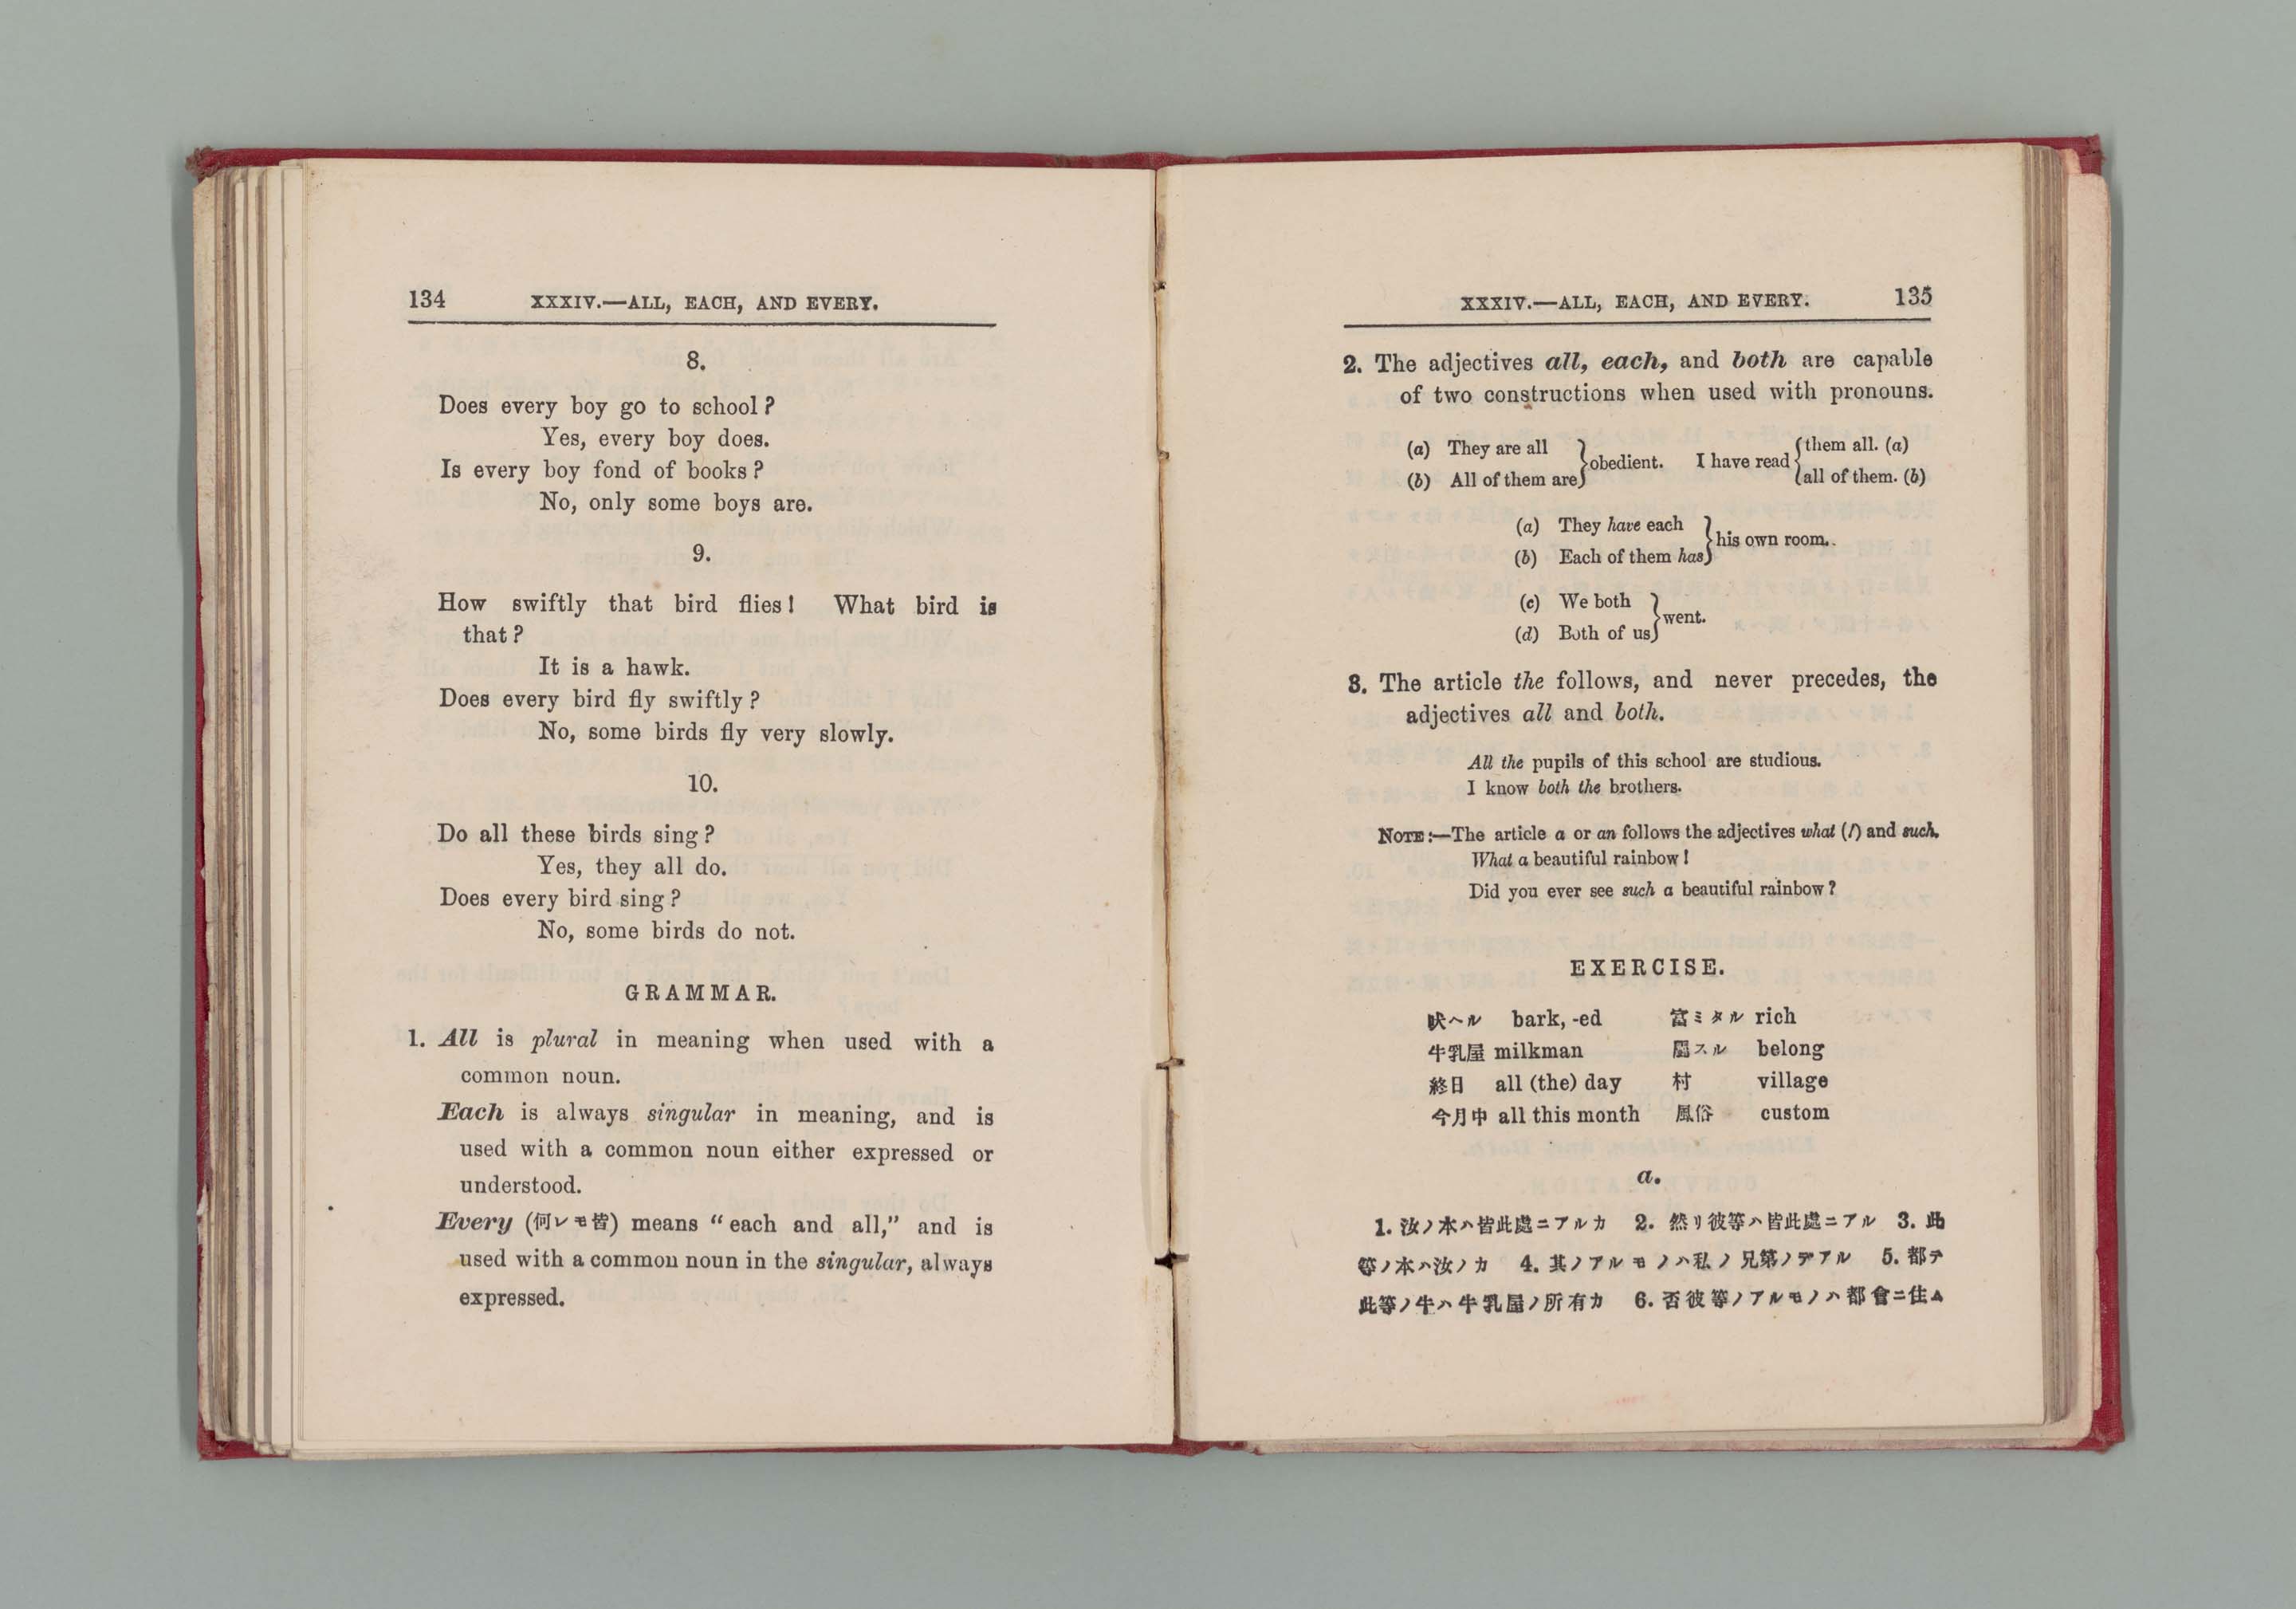 134 XXXIV.—ALL, EACH, AND EVERY.
8.
Does every boy go to school?
Yes, every boy does.
Is every boy fond of books?
No, only some boys are.
9.
How swiftly that bird flies! What bird is
that?
It is a hawk.
Does every bird fly swiftly?
No, some birds fly very slowly.
10.
Do all these birds sing?
Yes, they all do.
Does every bird sing?
No, some birds do not.
GRAMMAR.
1. All is plural in meaning when used with a
common noun.
Each is always singular in meaning, and is
used with a common noun either expressed or
understood.
Every (何レモ皆) means “each and all,” and is
used with a common noun in the singular, always
expressed.
XXXIV.—ALL, EACH, AND EVERY. 135
2. The adjectives all, each, and both are capable
of two constructions when used with pronouns.
(a) They are all
(b) All of them are
obedient. I have read
them all. (a)
all of them. (b)
(a) They have each
(b) Each of them has
his own room.
(c) We both
(d) Both of us
went.
3. The article the follows, and never precedes, the
adjectives all and both.
All the pupils of this school are studious.
I know both the brothers.
NOTE:—The article a or an follows the adjectives what (!) and such.
What a beautiful rainbow!
Did you ever see such a beautiful rainbow?
EXERCISE.
吠ヘル bark, -ed 富ミタル rich
牛乳屋 milkman 屬スル belong
終日 all (the) day 村 village
今月中 all this month 風俗 custom
a.
1. 汝ノ本ハ皆此處ニアルカ 2. 然リ彼等ハ皆此處ニアル 3. 此
等ノ本ハ汝ノカ 4. 其ノアルモノハ私ノ兄第ノデアル 5. 都テ
此等ノ牛ハ牛乳屋ノ所有カ 6. 否彼等ノアルモノハ都會ニ住ム